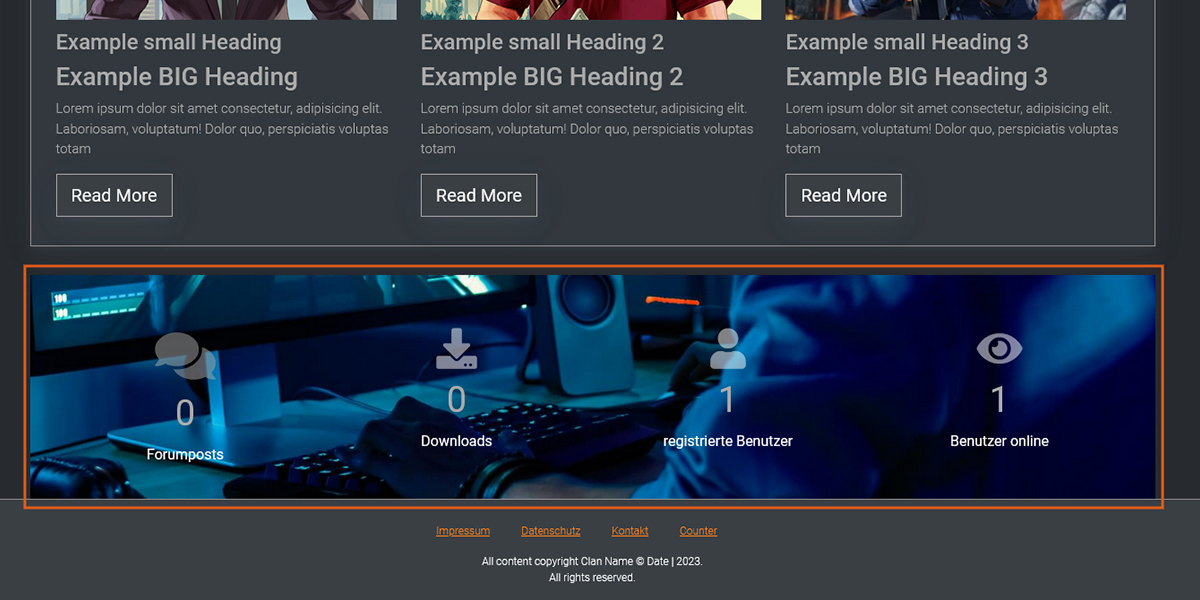 Example small Heading
Example BIG Heading
Lorem ipsum dolor sit amet consectetur, adipisicing elit.
Laboriosam, voluptatum! Dolor quo, perspiciatis voluptas
totam
Read More
Example small Heading 2
Example BIG Heading 2
Lorem ipsum dolor sit amet consectetur, adipisicing elit.
Laboriosam, voluptatum! Dolor quo, perspiciatis voluptas
totam
Read More
Example small Heading 3
Example BIG Heading 3
Lorem ipsum dolor sit amet consectetur, adipisicing elit.
Laboriosam, voluptatum! Dolor quo, perspiciatis voluptas
totam
Read More
100
100
0
Forumposts
0
Downloads
1
registrierte Benutzer
1
Benutzer online
Impressum Datenschutz Kontakt Counter
All content copyright Clan Name © Date | 2023.
All rights reserved.